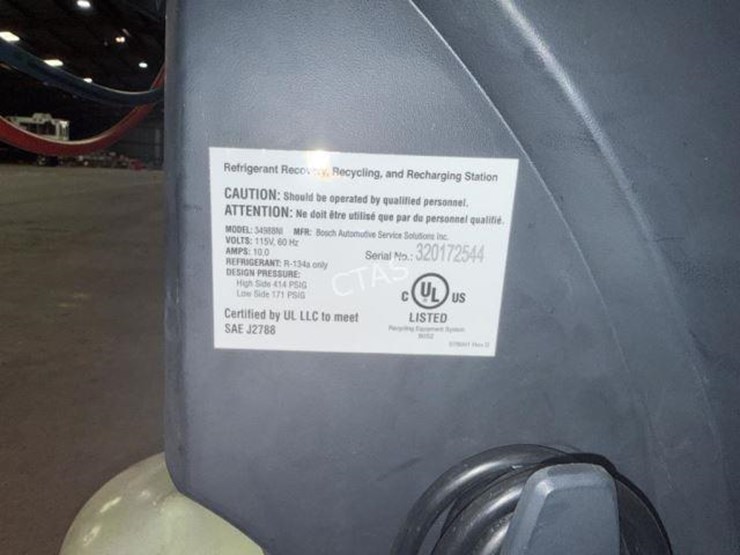 Refrigerant Recovery, Recycling, and Recharging Station
CAUTION: Should be operated by qualified personnel.
ATTENTION: Ne doit être utilisé que par du personnel qualifié.
MODEL: 34988NI MFR: Bosch Automotive Service Solutions Inc.
VOLTS: 115V, 60 Hz
AMPS: 10,0
Serial No.: 320172544
REFRIGERANT: R-134a only
DESIGN PRESSURE:
High Side 414 PSIG
Low Side 171 PSIG
CTAS
C UL US
LISTED
Recycling Equipment System
Certified by UL LLC to meet
SAE J2788